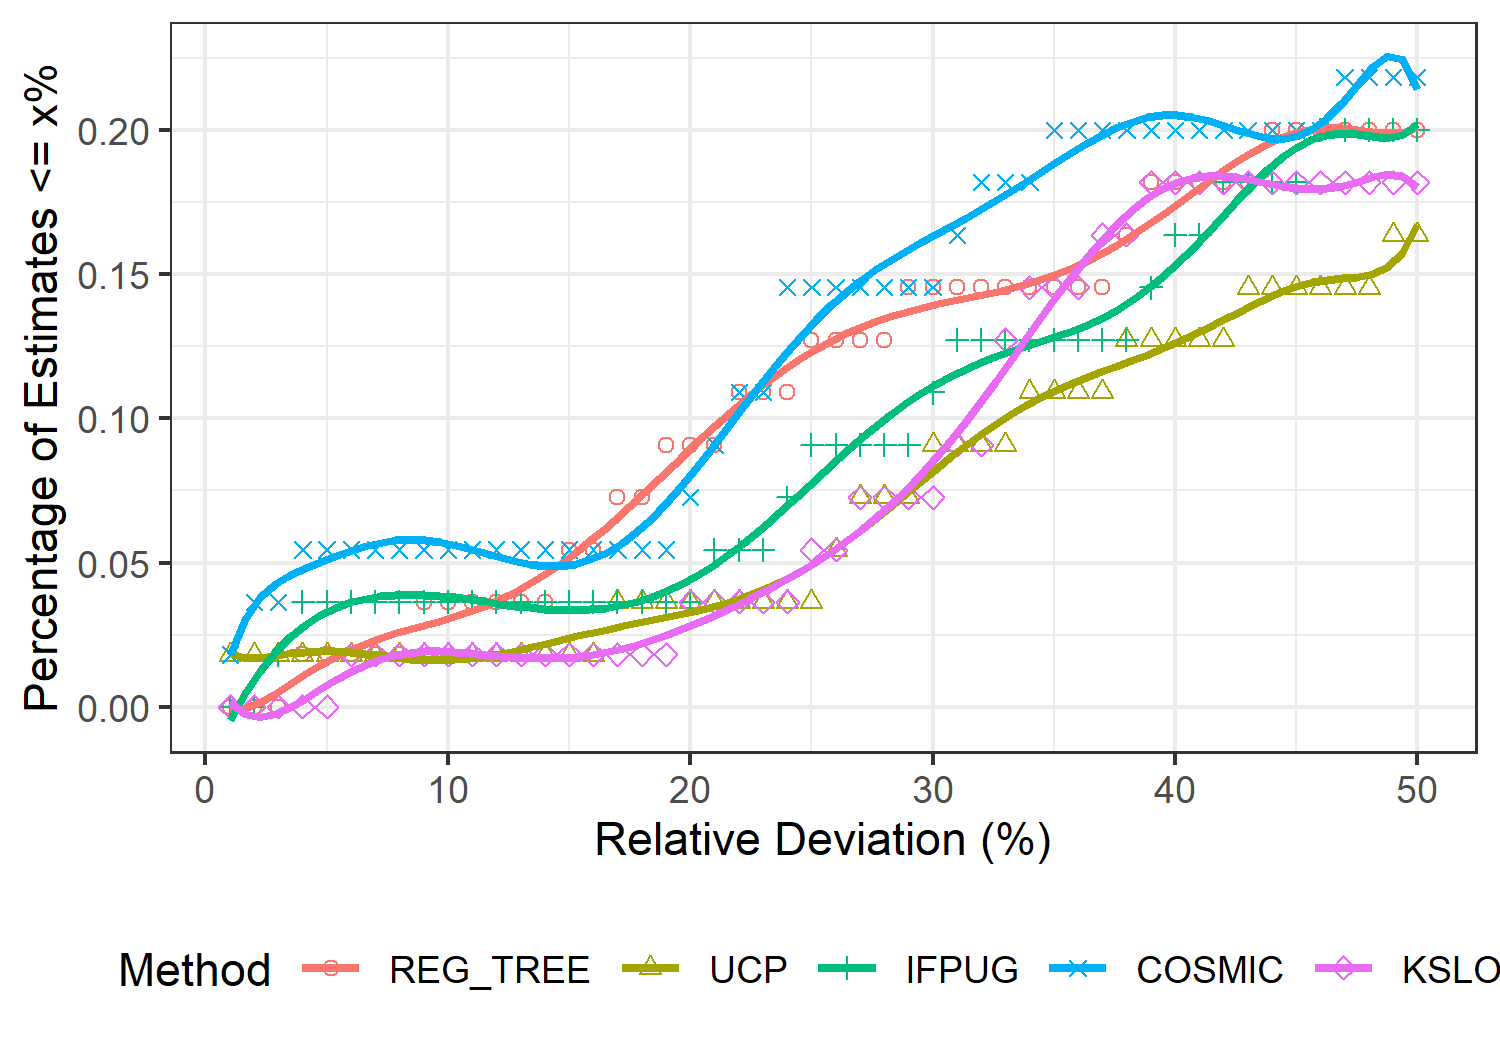 Percentage of Estimates <= x%
0.20
0.15
0.10
0.05
0.00
0 10 20 30 40 50
Relative Deviation (%)
Method REG_TREE UCP IFPUG COSMIC KSLO